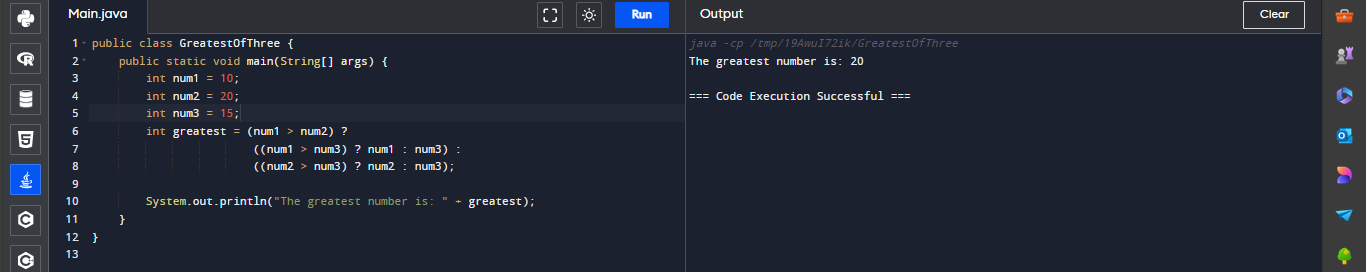 Main.java
Run
Output
Clear
1 public class GreatestOfThree {
2     public static void main(String[] args) {
3         int num1 = 10;
4         int num2 = 20;
5         int num3 = 15;
6         int greatest = (num1 > num2) ?
7                         ((num1 > num3) ? num1 : num3) :
8                         ((num2 > num3) ? num2 : num3);
9
10         System.out.println("The greatest number is: " + greatest);
11     }
12 }
13
java -cp /tmp/19AwuI72ik/GreatestOfThree
The greatest number is: 20
=== Code Execution Successful ===